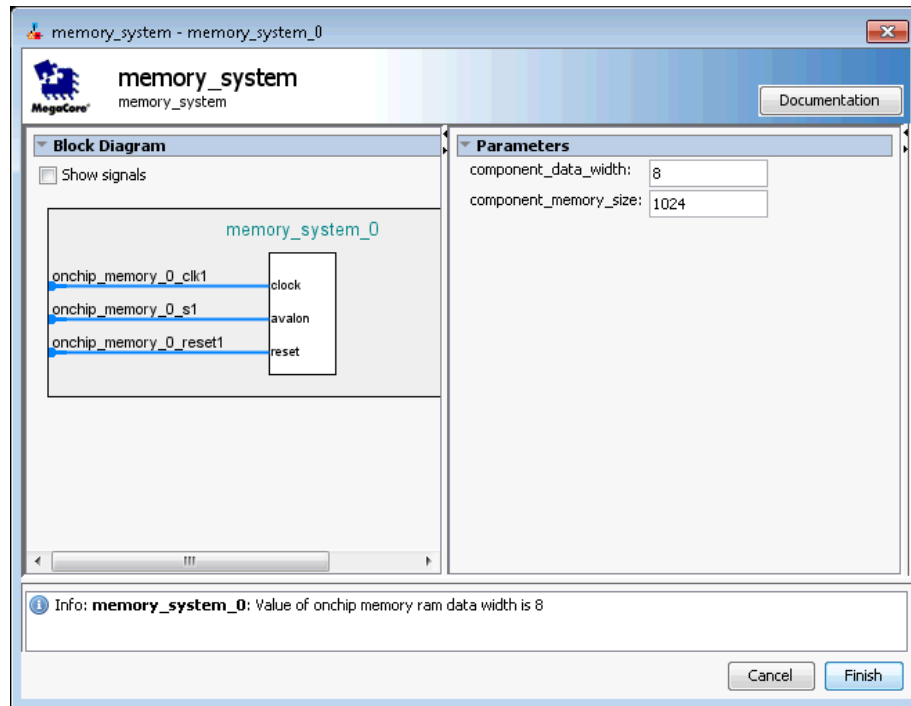 memory_system - memory_system_0
memory_system
memory_system
MegaCore®
Documentation
Block Diagram
Show signals
memory_system_0
onchip_memory_0_clk1
clock
onchip_memory_0_s1
avalon
onchip_memory_0_reset1
reset
Parameters
component_data_width: 8
component_memory_size: 1024
Info: memory_system_0: Value of onchip memory ram data width is 8
Cancel
Finish